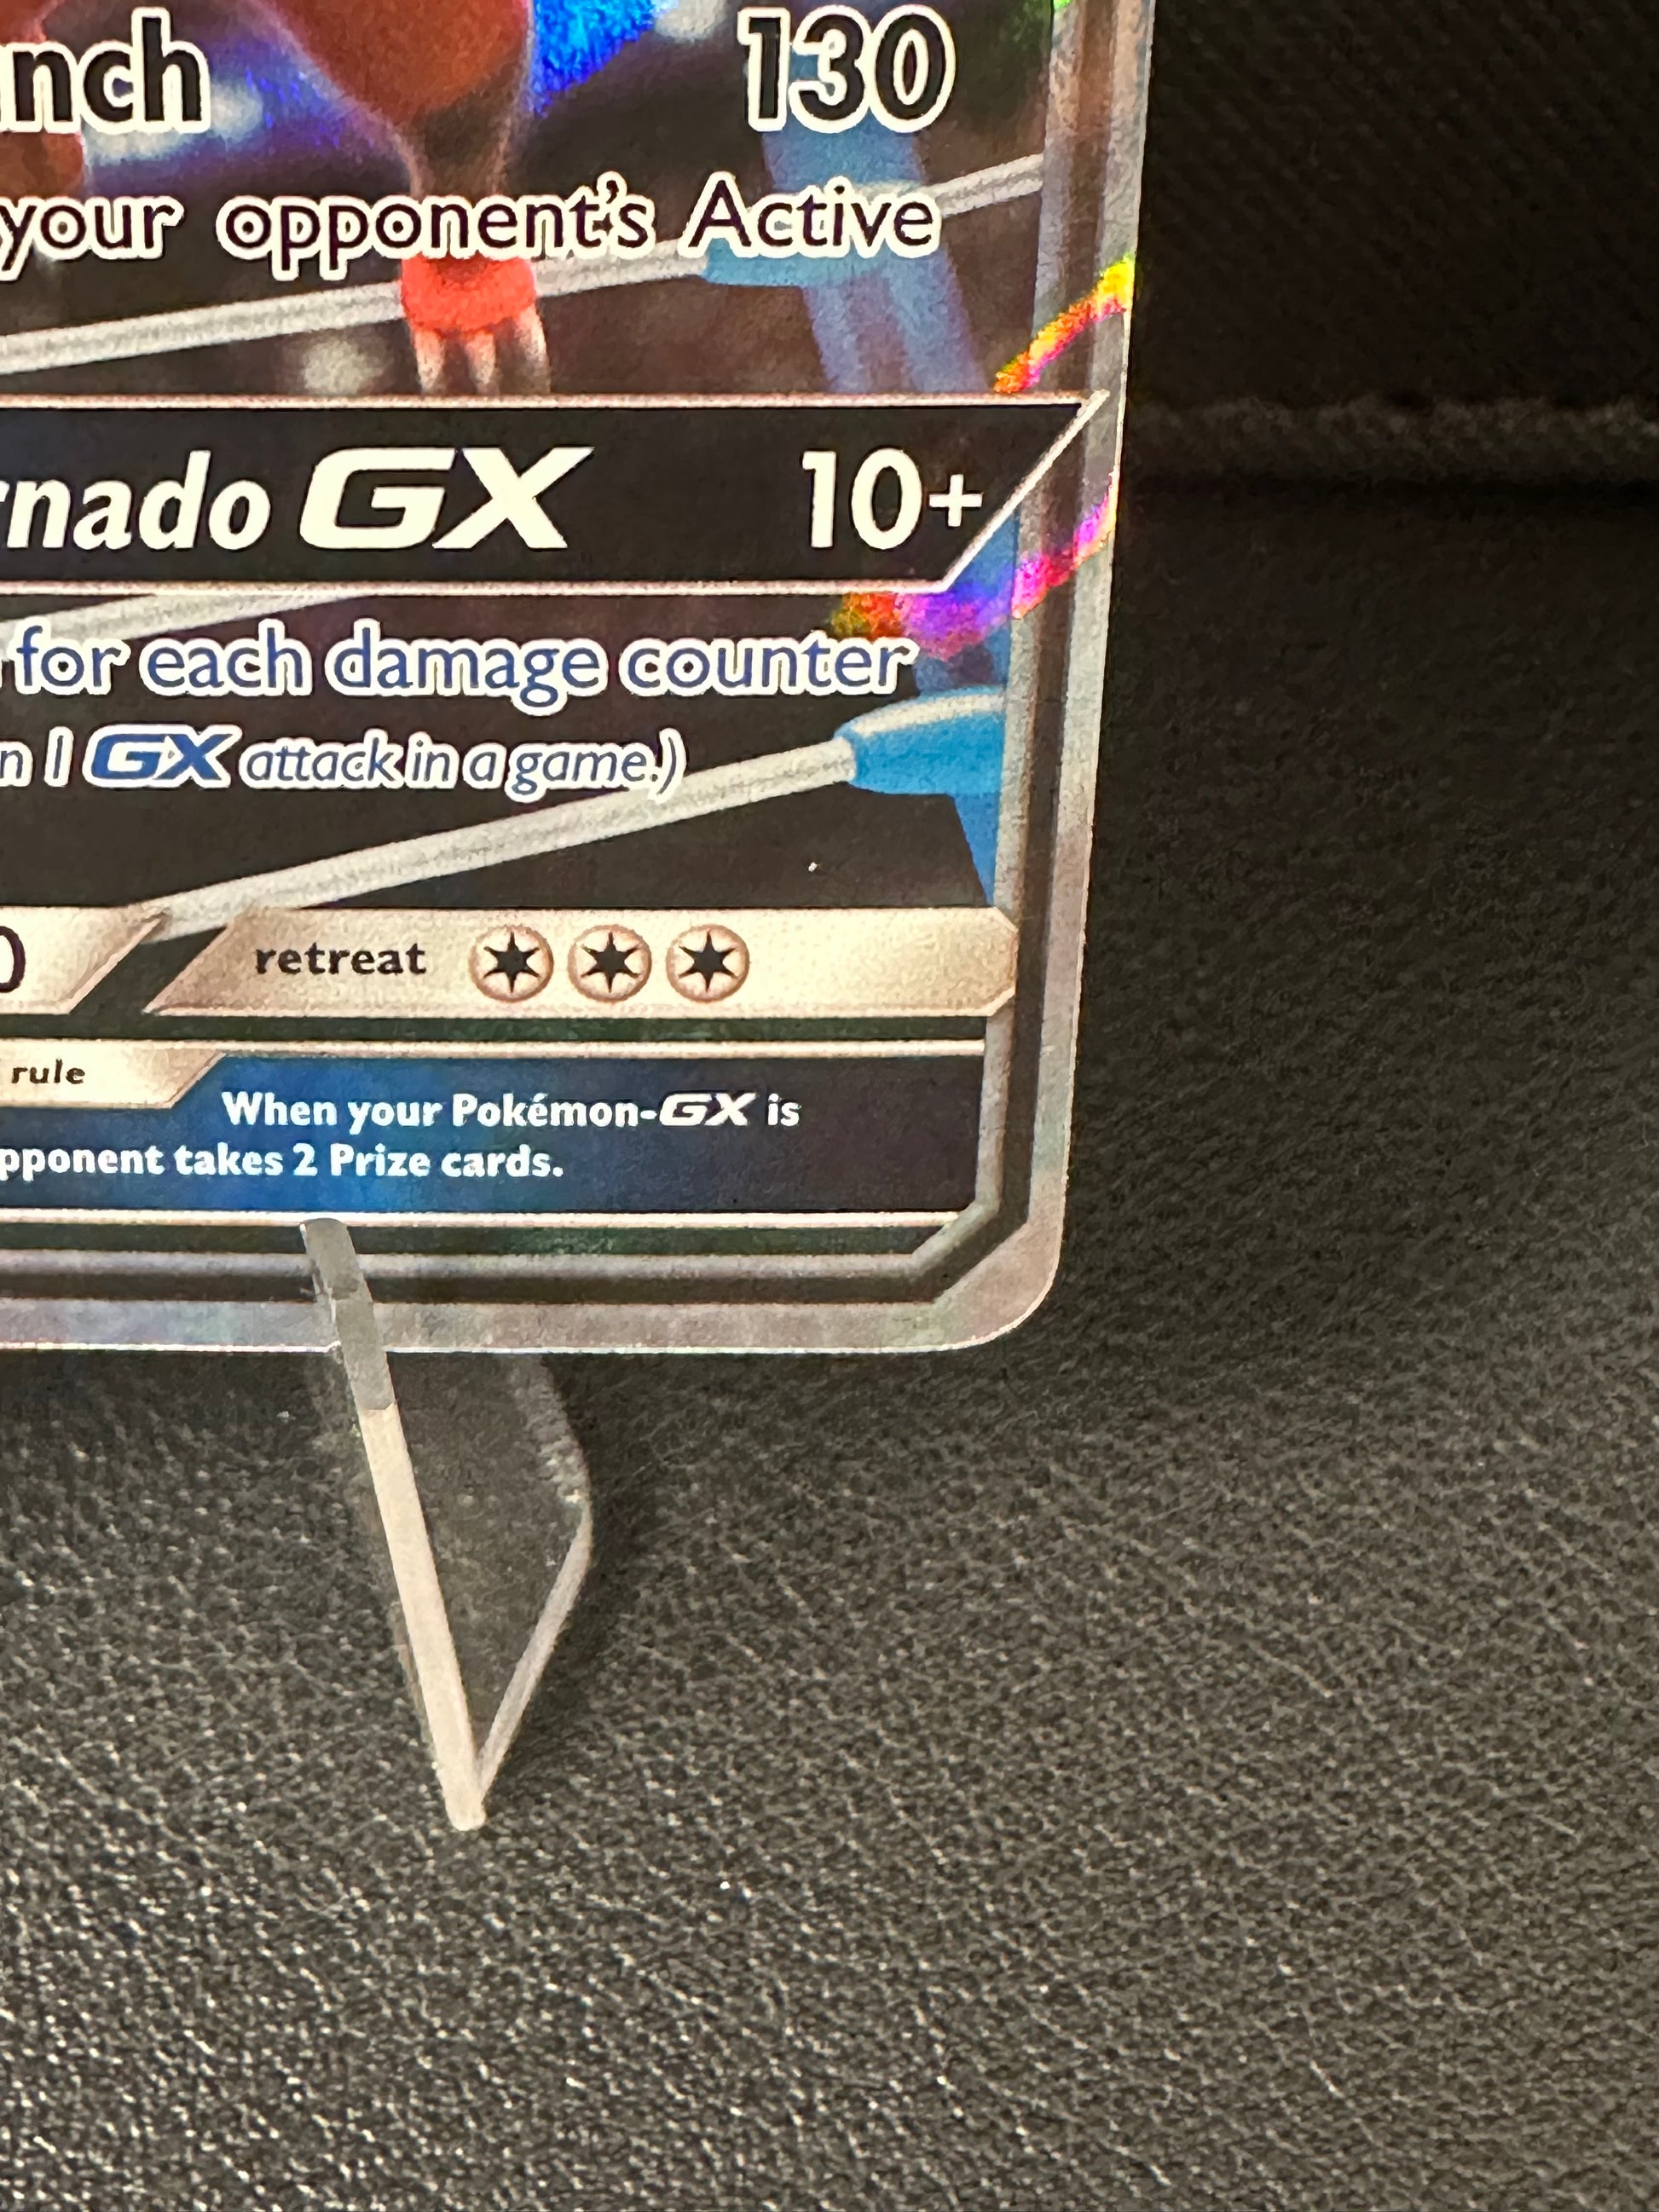 nch 130
your opponent's Active
rnado GX 10+
for each damage counter
n 1 GX attack in a game.)
0 retreat
rule When your Pokémon-GX is
pponent takes 2 Prize cards.